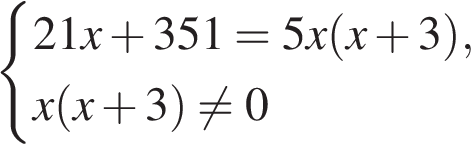 21x + 351 = 5x(x + 3),
x(x + 3) ≠ 0